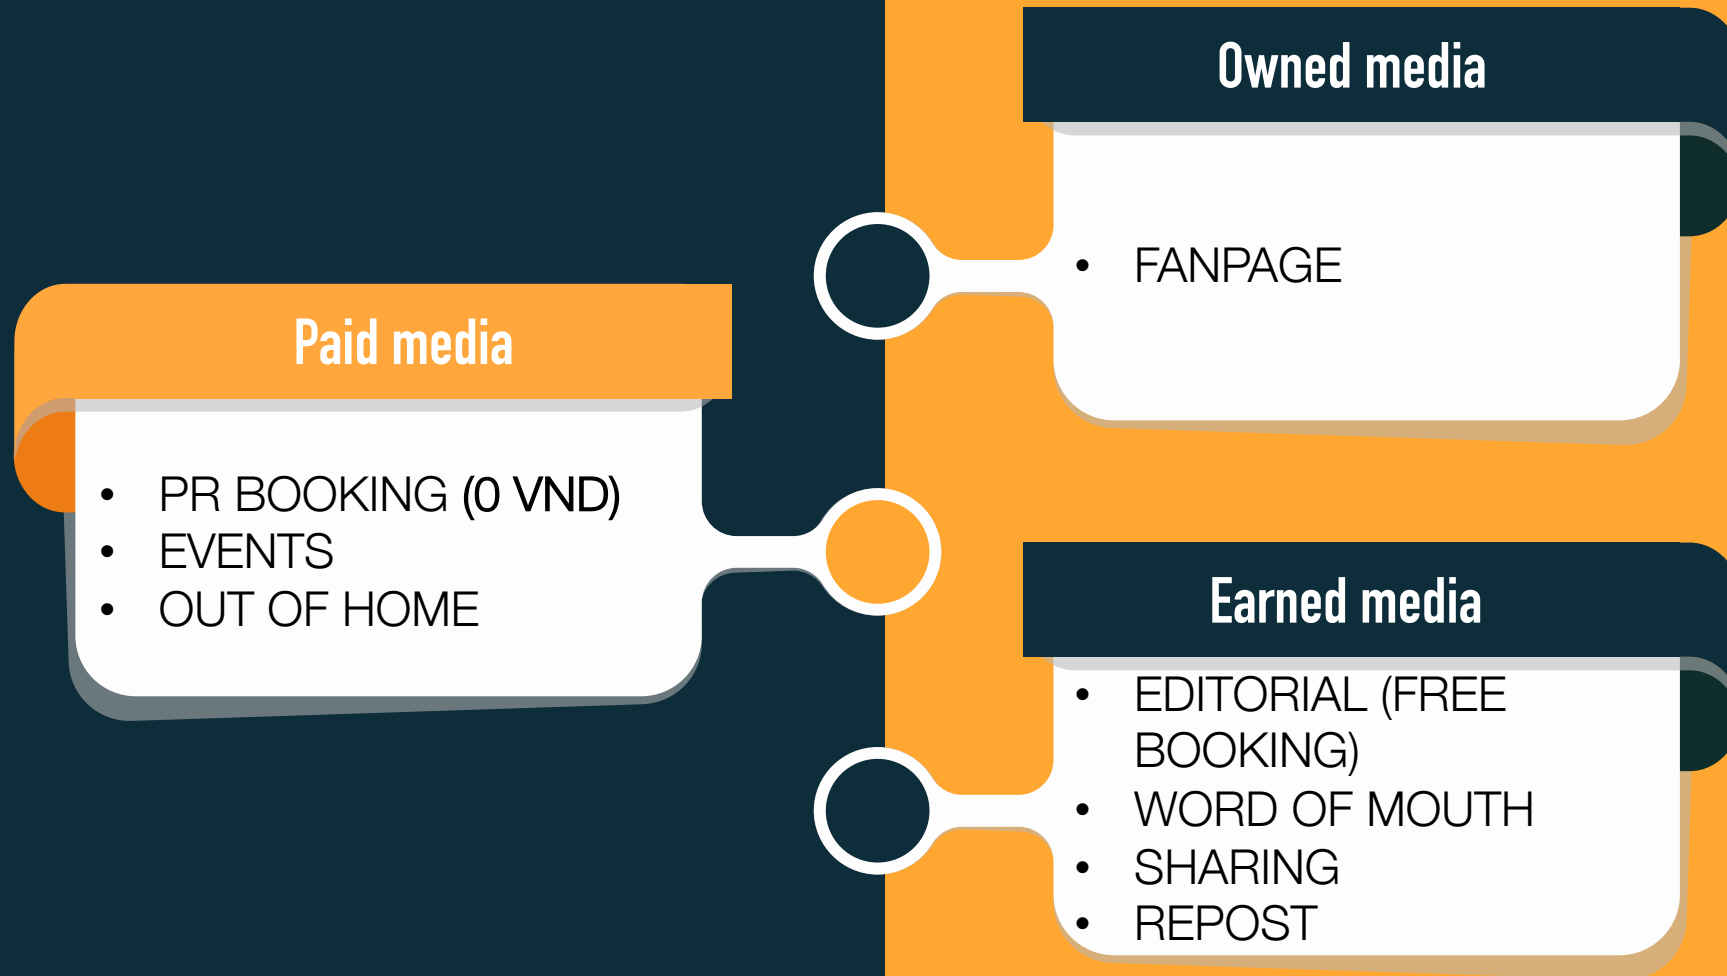 Owned media
• FANPAGE
Paid media
• PR BOOKING (0 VND)
• EVENTS
• OUT OF HOME
Earned media
• EDITORIAL (FREE
BOOKING)
• WORD OF MOUTH
• SHARING
• REPOST